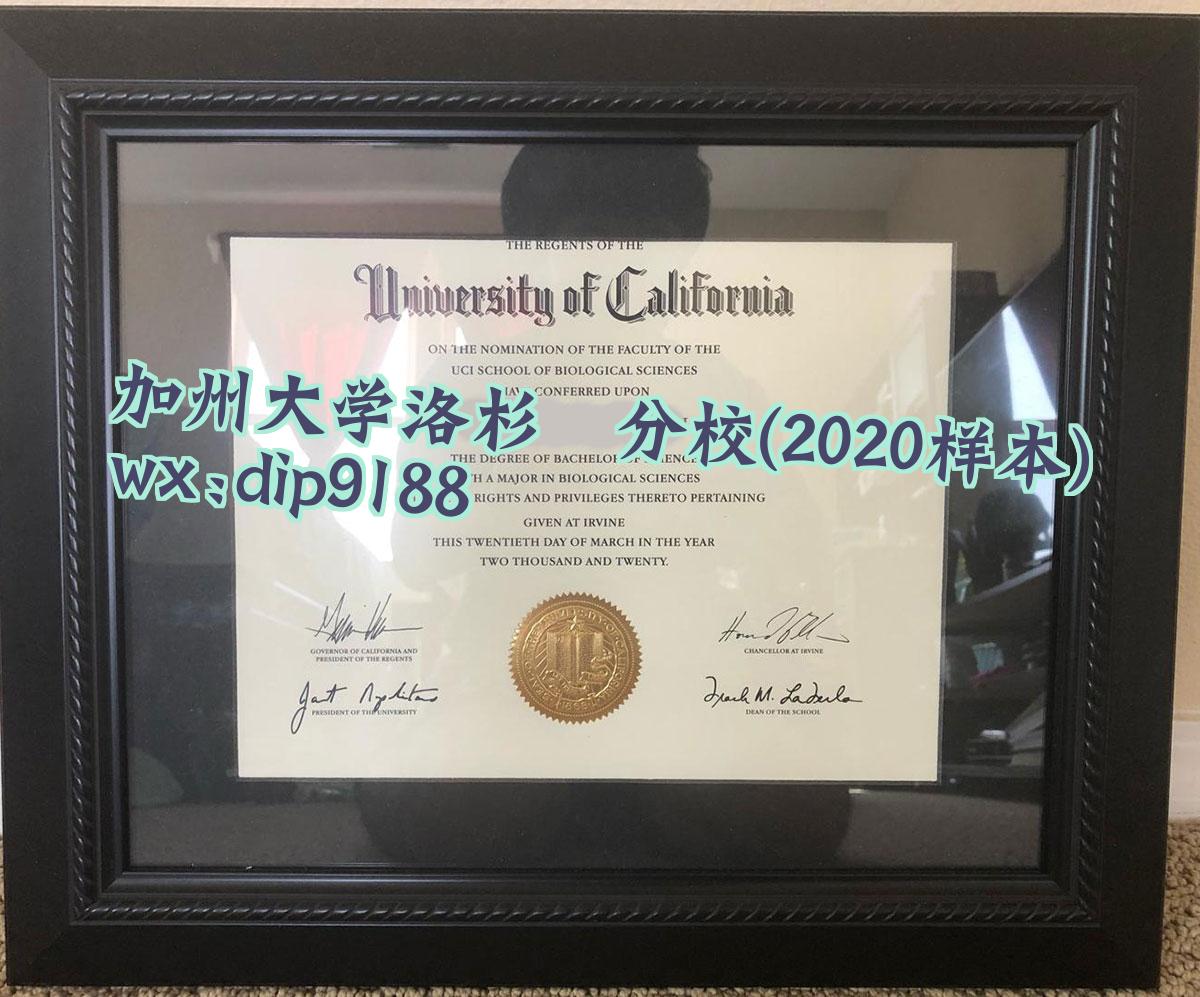 THE REGENTS OF THE
University of California
ON THE NOMINATION OF THE FACULTY OF THE
UCI SCHOOL OF BIOLOGICAL SCIENCES
CONFERRED UPON
加州大学洛杉 分校(2020样本)
wx:dip9188
THE DEGREE OF BACHELOR
A MAJOR IN BIOLOGICAL SCIENCES
RIGHTS AND PRIVILEGES THERETO PERTAINING
GIVEN AT IRVINE
THIS TWENTIETH DAY OF MARCH IN THE YEAR
TWO THOUSAND AND TWENTY.
GOVERNOR OF CALIFORNIA AND
PRESIDENT OF THE REGENTS
CHANCELLOR AT IRVINE
PRESIDENT OF THE UNIVERSITY
DEAN OF THE SCHOOL